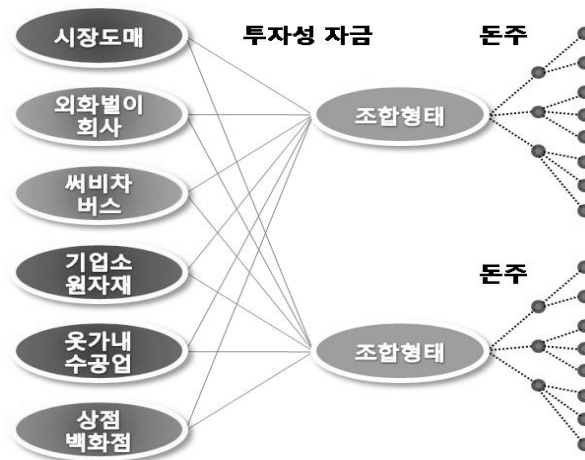 시장도매
투자성 자금
돈주
외화벌이
회사
조합형태
써비차
버스
기업소
원자재
돈주
옷가내
수공업
조합형태
상점
백화점